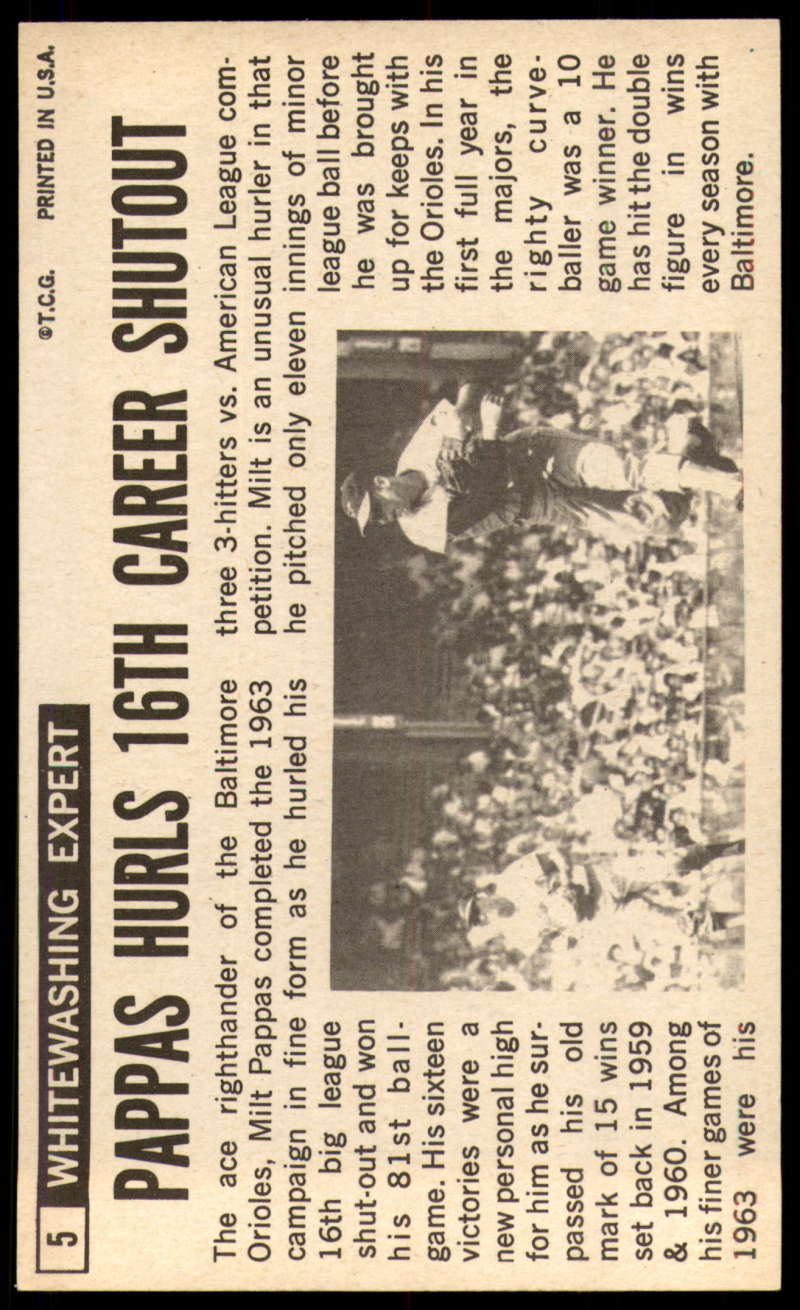 5 WHITEWASHING EXPERT
©T.C.G. PRINTED IN U.S.A.
PAPPAS HURLS 16TH CAREER SHUTOUT
The ace righthander of the Baltimore
Orioles, Milt Pappas completed the 1963
campaign in fine form as he hurled his
16th big league
shut-out and won
his 81st ball-
game. His sixteen
victories were a
new personal high
for him as he sur-
passed his old
mark of 15 wins
set back in 1959
& 1960. Among
his finer games of
1963 were his
three 3-hitters vs. American League com-
petition. Milt is an unusual hurler in that
he pitched only eleven innings of minor
league ball before
he was brought
up for keeps with
the Orioles. In his
first full year in
the majors, the
righty curve-
baller was a 10
game winner. He
has hit the double
figure in wins
every season with
Baltimore.